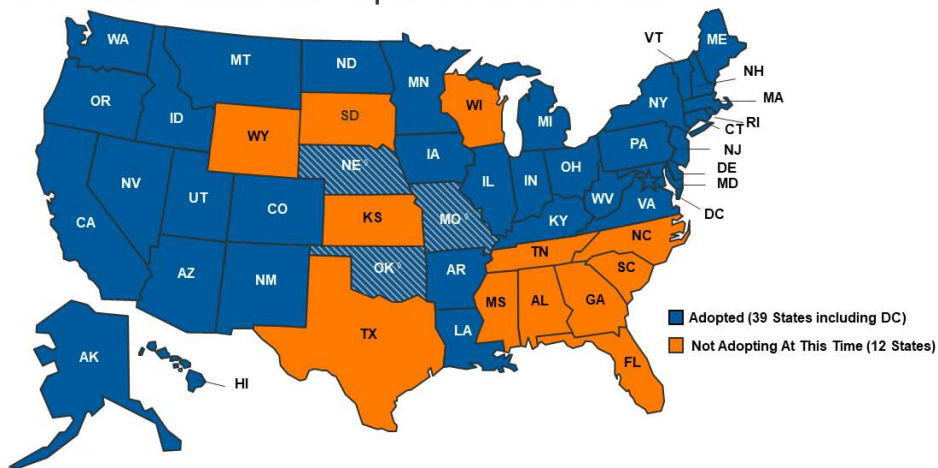 WA
MT
ND
MN
VT
ME
NH
MA
RI
CT
NJ
DE
MD
DC
OR
ID
WY
SD
WI
MI
NY
PA
NV
UT
CO
NE◊
IA
IL
IN
OH
WV
VA
KY
CA
KS
MO◊
AZ
NM
OK◊
AR
TN
NC
SC
MS
AL
GA
TX
LA
FL
AK
HI
Adopted (39 States including DC)
Not Adopting At This Time (12 States)